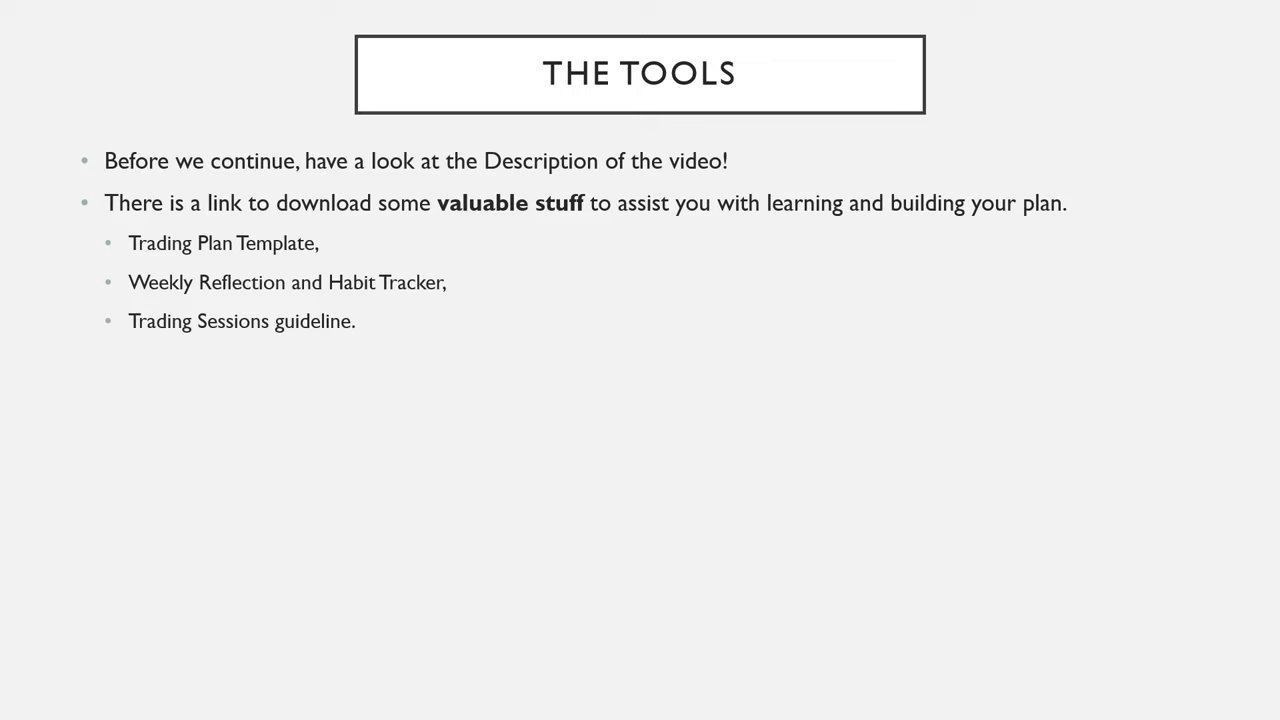 THE TOOLS
• Before we continue, have a look at the Description of the video!
• There is a link to download some valuable stuff to assist you with learning and building your plan.
• Trading Plan Template,
• Weekly Reflection and Habit Tracker,
• Trading Sessions guideline.